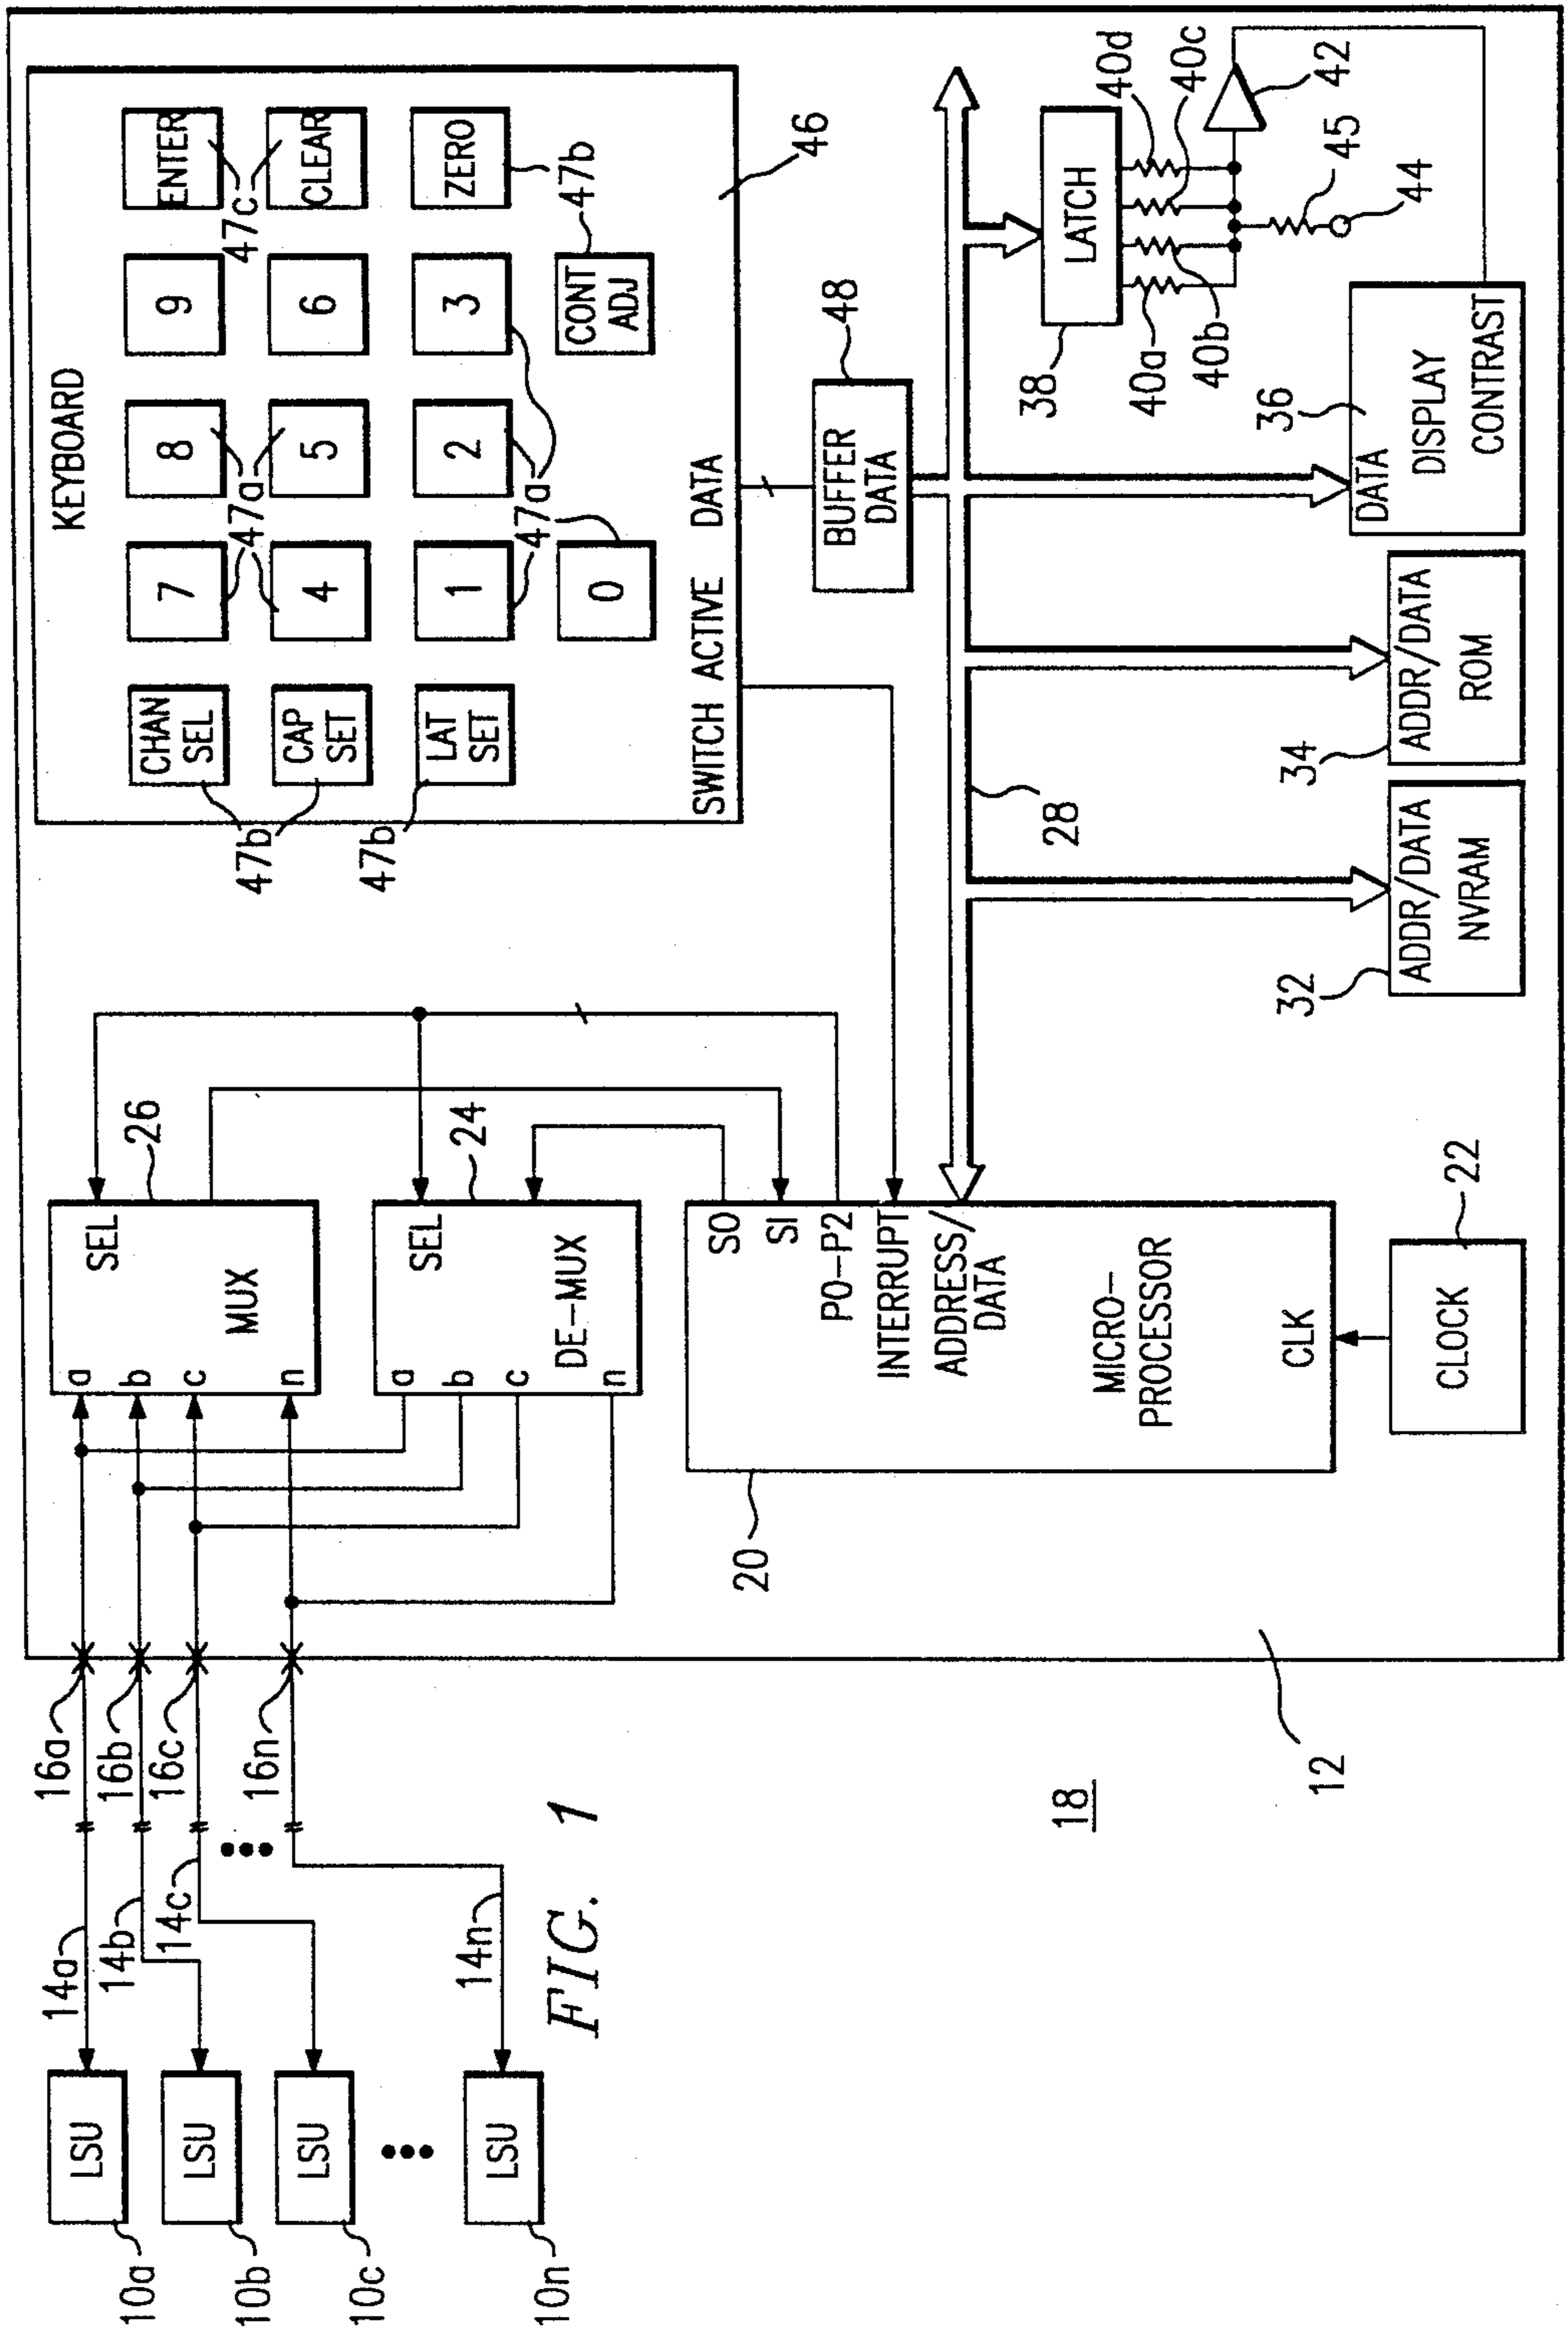 10a
LSU
14a
16a
10b
LSU
14b
16b
10c
LSU
14c
16c
10n
LSU
14n
16n
FIG. 1
18
12
a
b
c
n
SEL
MUX
26
a
b
c
n
SEL
DE-MUX
24
20
SO
SI
PO-P2
INTERRUPT
ADDRESS/
DATA
MICRO-
PROCESSOR
CLK
CLOCK
22
KEYBOARD
CHAN
SEL
7
8
9
ENTER
47b
47a
47c
CAP
SET
4
5
6
CLEAR
47b
LAT
SET
1
2
3
ZERO
47
a
47b
0
CONT
ADJ
SWITCH ACTIVE DATA
46
BUFFER
DATA
48
28
32
ADDR/DATA
NVRAM
34
ADDR/DATA
ROM
36
DATA
DISPLAY
CONTRAST
38
LATCH
40a
40b
40c
40d
42
45
44